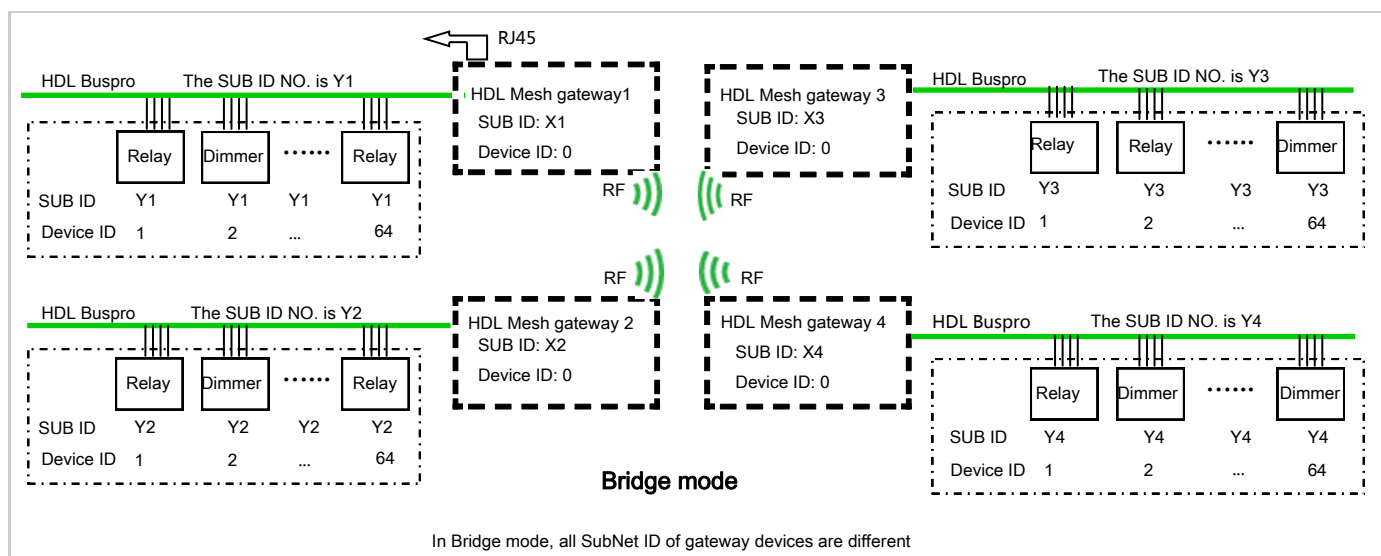 RJ45
HDL Buspro The SUB ID NO. is Y1
Relay Dimmer ...... Relay
SUB ID Y1 Y1 Y1 Y1
Device ID 1 2 ... 64
HDL Mesh gateway1
SUB ID: X1
Device ID: 0
RF
HDL Mesh gateway 3
SUB ID: X3
Device ID: 0
RF
HDL Buspro The SUB ID NO. is Y3
Relay Relay ...... Dimmer
SUB ID Y3 Y3 Y3 Y3
Device ID 1 2 ... 64
HDL Buspro The SUB ID NO. is Y2
Relay Dimmer ...... Relay
SUB ID Y2 Y2 Y2 Y2
Device ID 1 2 ... 64
RF
HDL Mesh gateway 2
SUB ID: X2
Device ID: 0
RF
HDL Mesh gateway 4
SUB ID: X4
Device ID: 0
HDL Buspro The SUB ID NO. is Y4
Relay Dimmer ...... Dimmer
SUB ID Y4 Y4 Y4 Y4
Device ID 1 2 ... 64
Bridge mode
In Bridge mode, all SubNet ID of gateway devices are different